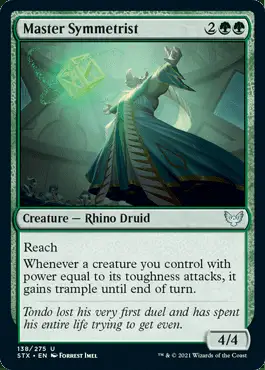 Master Symmetrist 2
Creature — Rhino Druid
Reach
Whenever a creature you control with
power equal to its toughness attacks, it
gains trample until end of turn.
Tondo lost his very first duel and has spent
his entire life trying to get even.
4/4
138/275 U
STX • EN FORREST IMEL
™ & © 2021 Wizards of the Coast